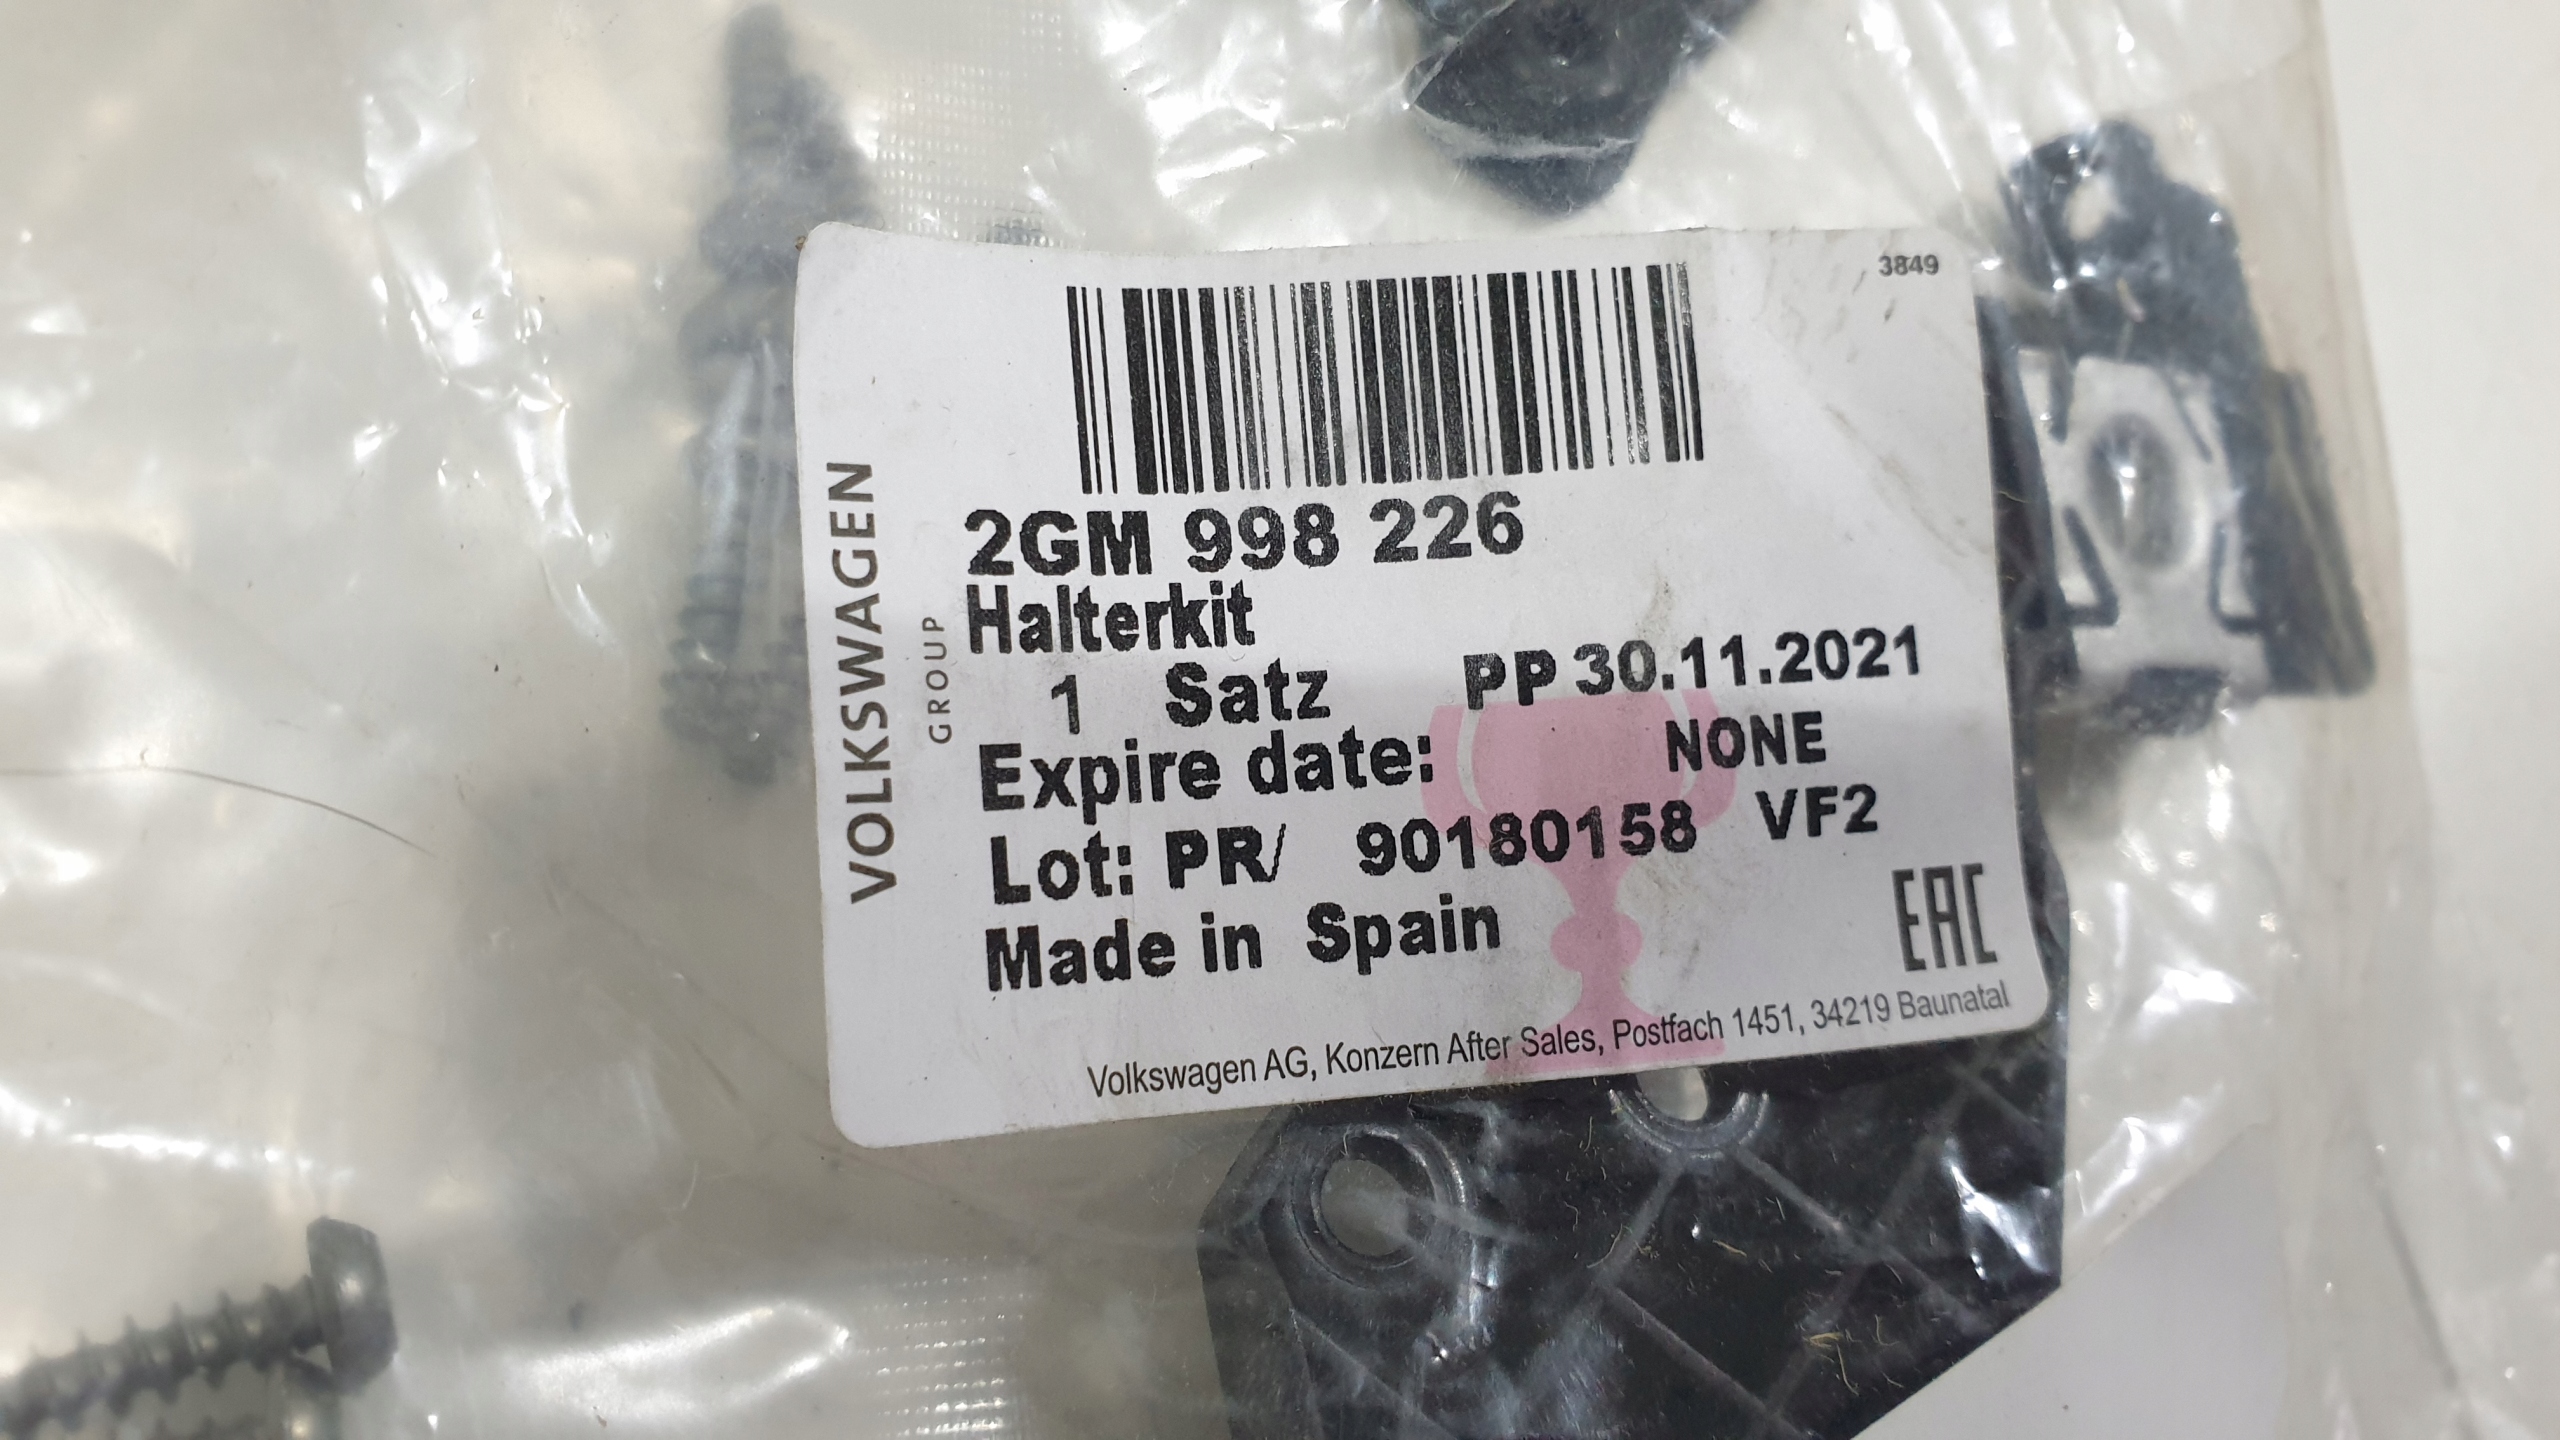 3849
VOLKSWAGEN
GROUP
2GM 998 226
Halterkit
1 Satz PP 30.11.2021
Expire date: NONE
Lot: PR/ 90180158 VF2
Made in Spain
EAC
Volkswagen AG, Konzern After Sales, Postfach 1451, 34219 Baunatal